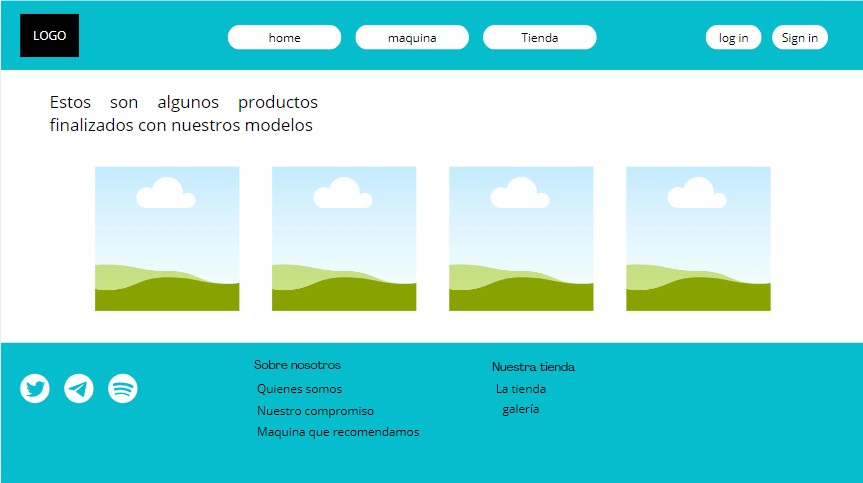 LOGO
home
maquina
Tienda
log in
Sign in
Estos son algunos productos
finalizados con nuestros modelos
Sobre nosotros
Quienes somos
Nuestro compromiso
Maquina que recomendamos
Nuestra tienda
La tienda
galería